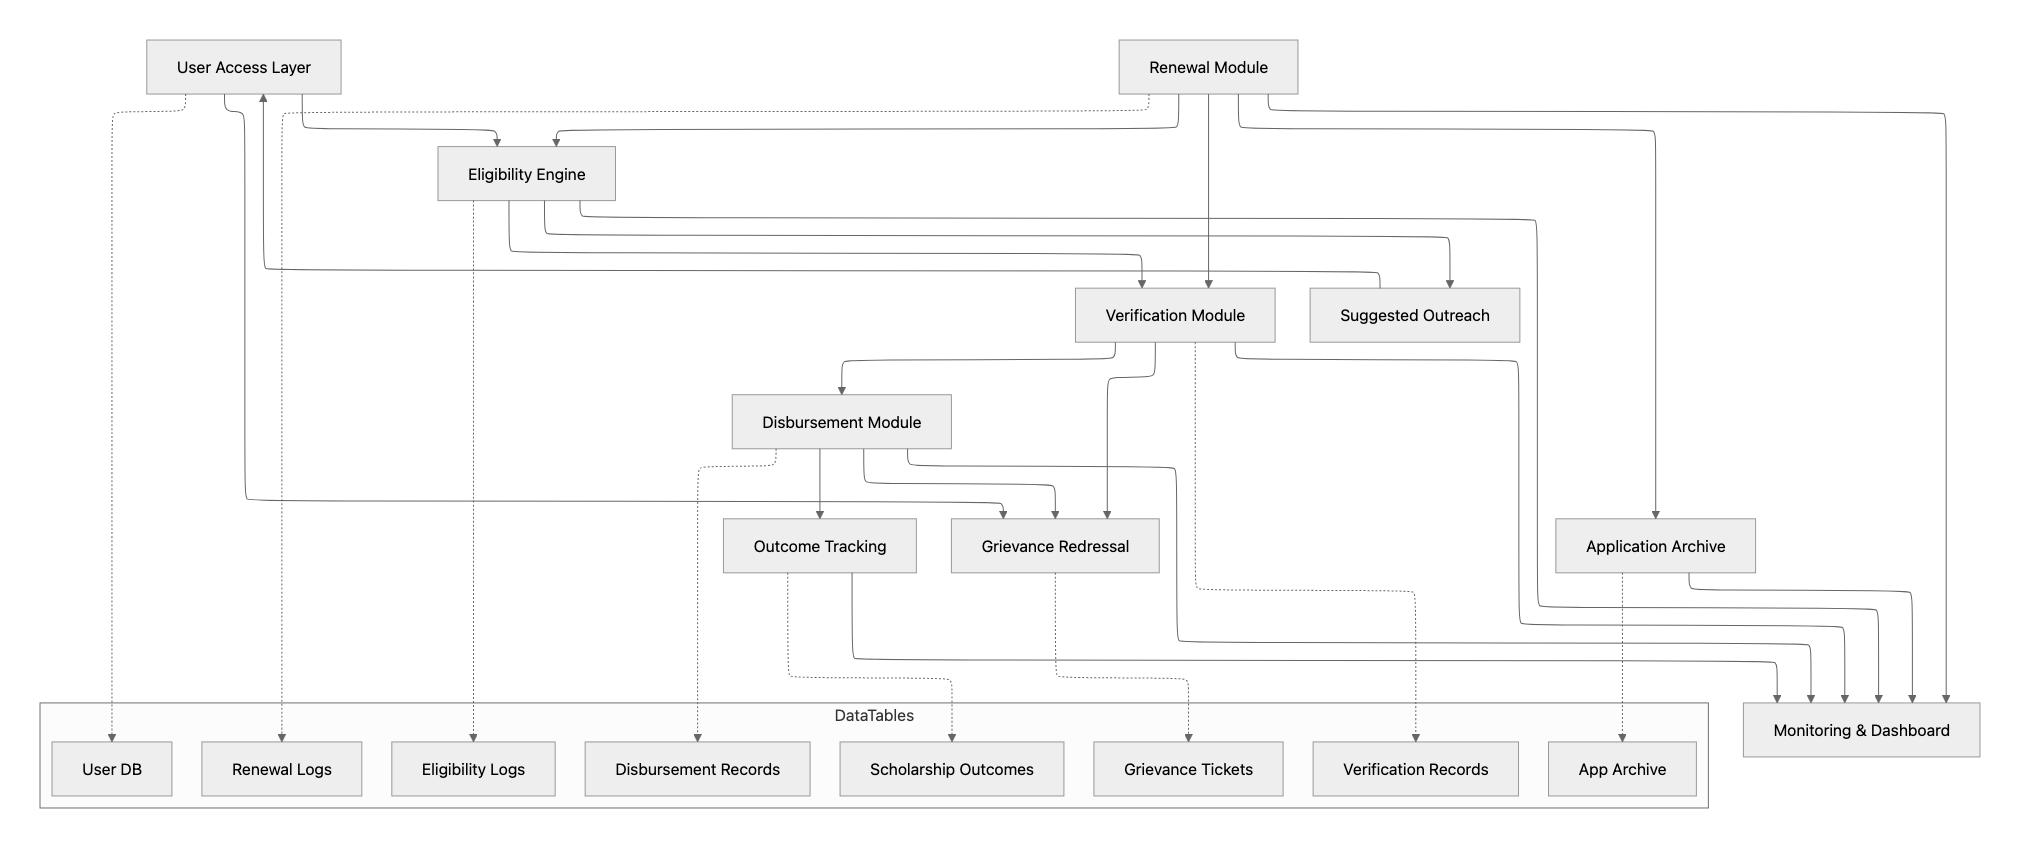 User Access Layer
Renewal Module
Eligibility Engine
Verification Module
Suggested Outreach
Disbursement Module
Outcome Tracking
Grievance Redressal
Application Archive
DataTables
Monitoring & Dashboard
User DB
Renewal Logs
Eligibility Logs
Disbursement Records
Scholarship Outcomes
Grievance Tickets
Verification Records
App Archive